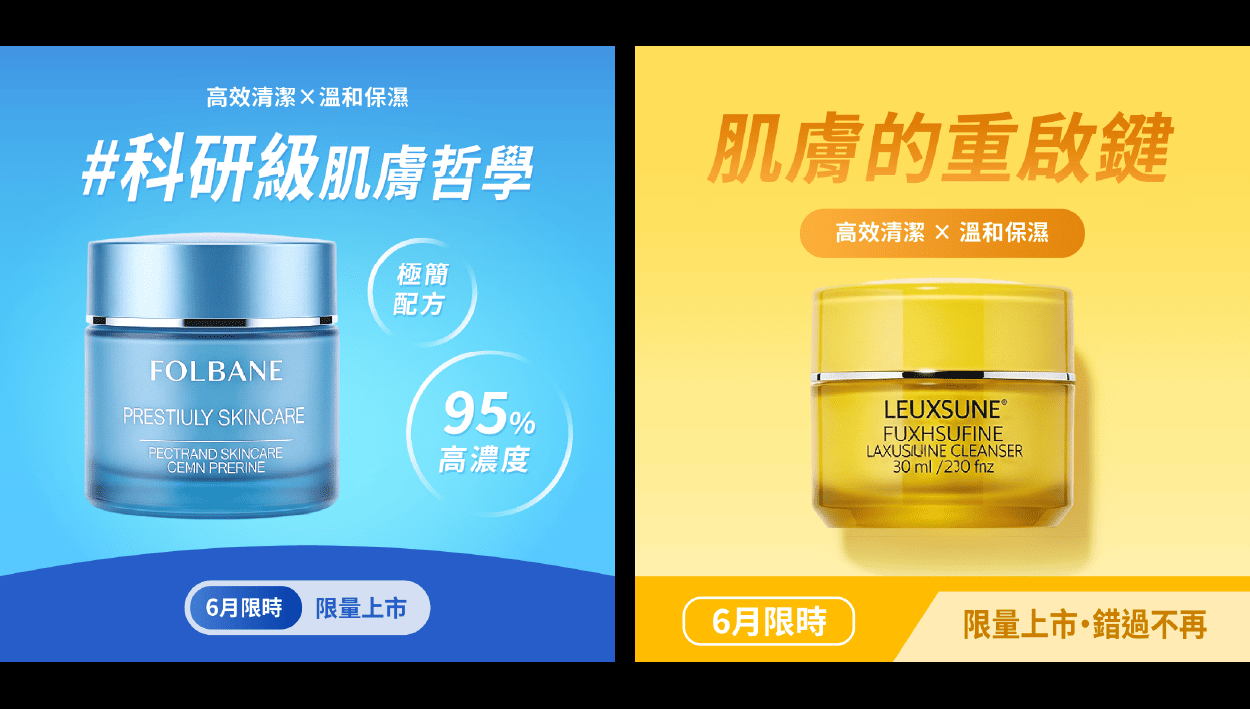 高效清潔×溫和保濕
#科研級肌膚哲學
極簡
配方
95%
高濃度
FOLBANE
PRESTIULY SKINCARE
PECTRAND SKINCARE
CEMN PRERINE
6月限時
限量上市
肌膚的重啟鍵
高效清潔 × 溫和保濕
LEUXSUNE®
FUXHSUFINE
LAXUSIUINE CLEANSER
30 ml /230 fnz
6月限時
限量上市•錯過不再